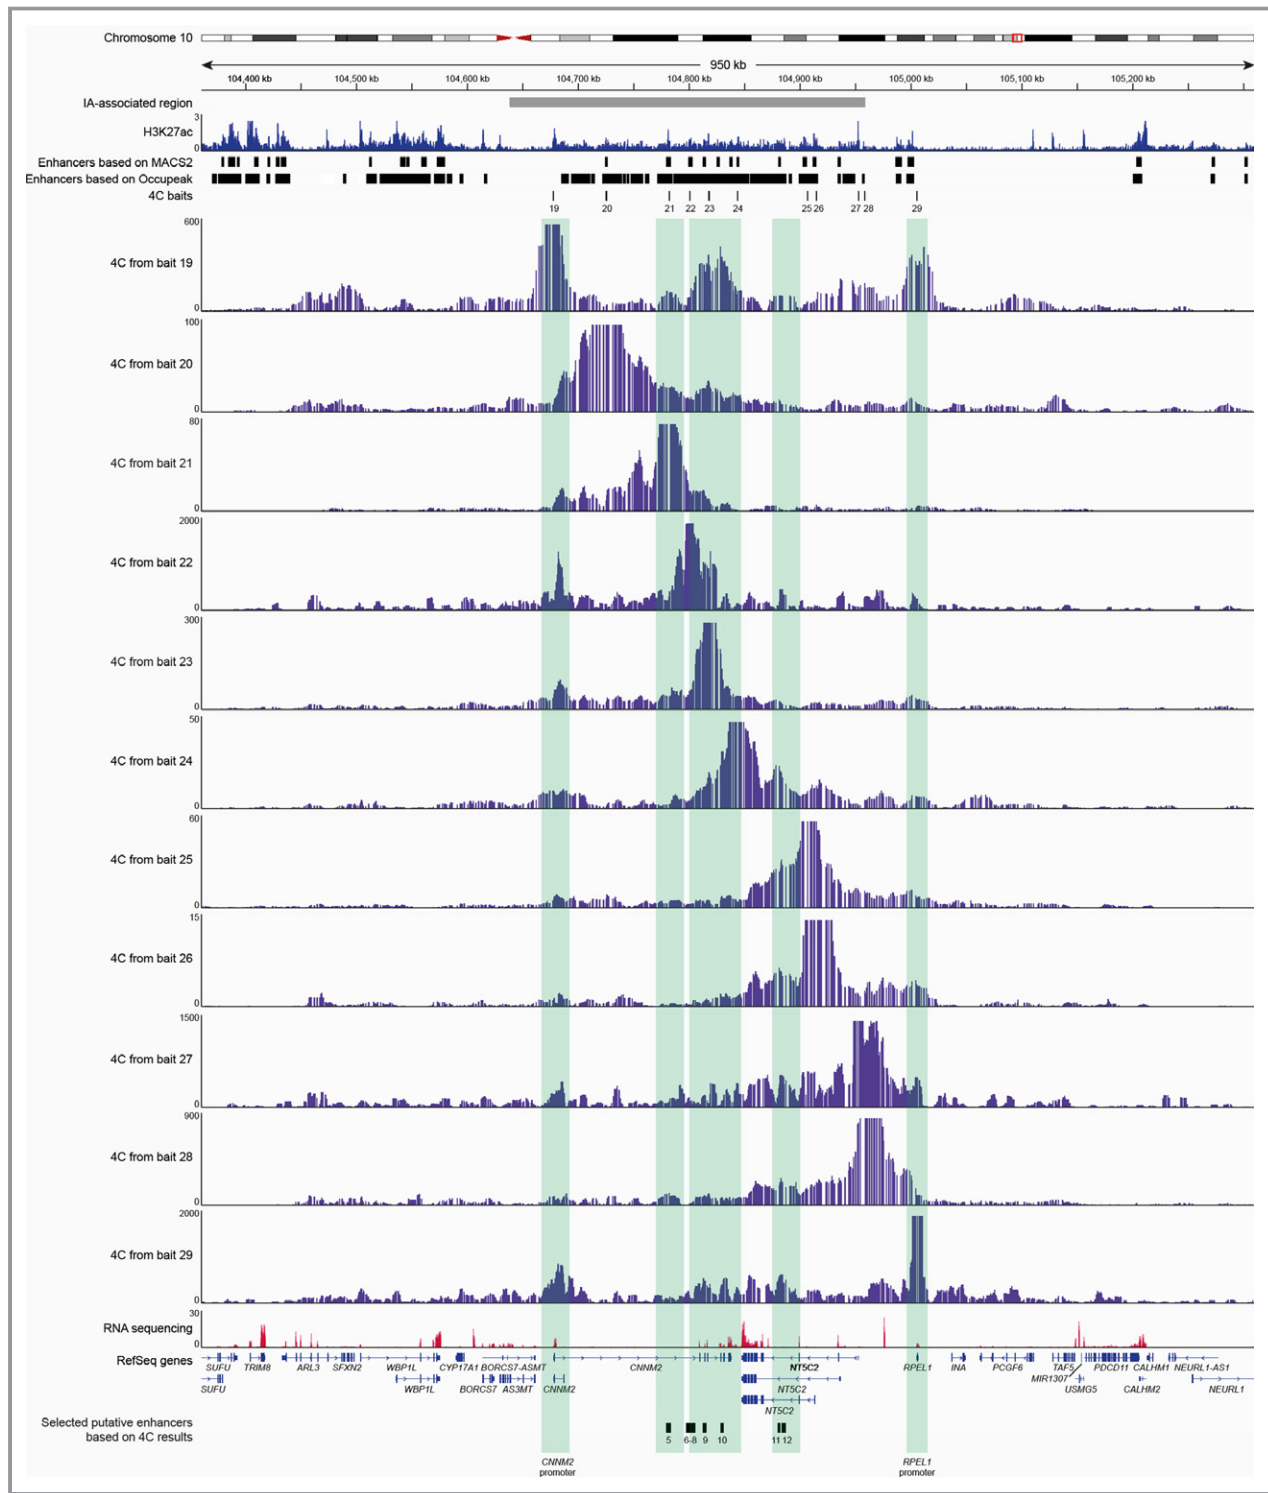 Chromosome 10
950 kb
104,400 kb 104,500 kb 104,600 kb 104,700 kb 104,800 kb 104,900 kb 105,000 kb 105,100 kb 105,200 kb
IA-associated region
3
H3K27ac
0
Enhancers based on MACS2
Enhancers based on Occupeak
4C baits
19 20 21 22 23 24 25 26 27 28 29
600
4C from bait 19
0
100
4C from bait 20
0
80
4C from bait 21
0
2000
4C from bait 22
0
300
4C from bait 23
0
50
4C from bait 24
0
60
4C from bait 25
0
15
4C from bait 26
0
1500
4C from bait 27
0
900
4C from bait 28
0
2000
4C from bait 29
0
30
RNA sequencing
0
RefSeq genes
SUFU TRIM8 ARL3 SFXN2 WBP1L CYP17A1 BORCS7-ASMT CNNM2 NT5C2 RPEL1 INA PCGF6 TAF5 PDCD11 CALHM1 NEURL1-AS1
MIR1307
SUFU WBP1L BORCS7 AS3MT CNNM2 NT5C2 USMG5 CALHM2 NEURL1
NT5C2
Selected putative enhancers
based on 4C results
5 6-8 9 10 11 12
CNNM2 RPEL1
promoter promoter